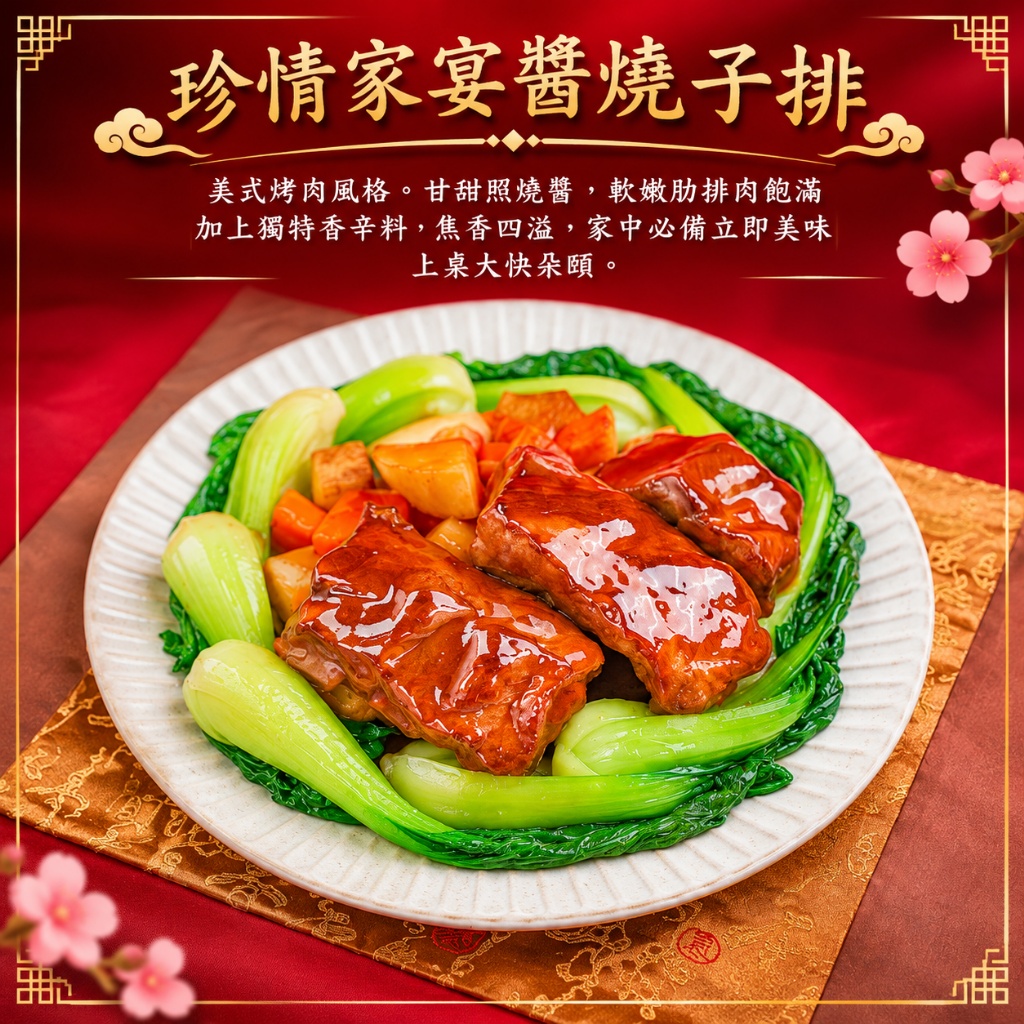 珍情家宴醬燒子排
美式烤肉風格。甘甜照燒醬，軟嫩肋排肉飽滿
加上獨特香辛料，焦香四溢，家中必備立即美味
上桌大快朵頤。